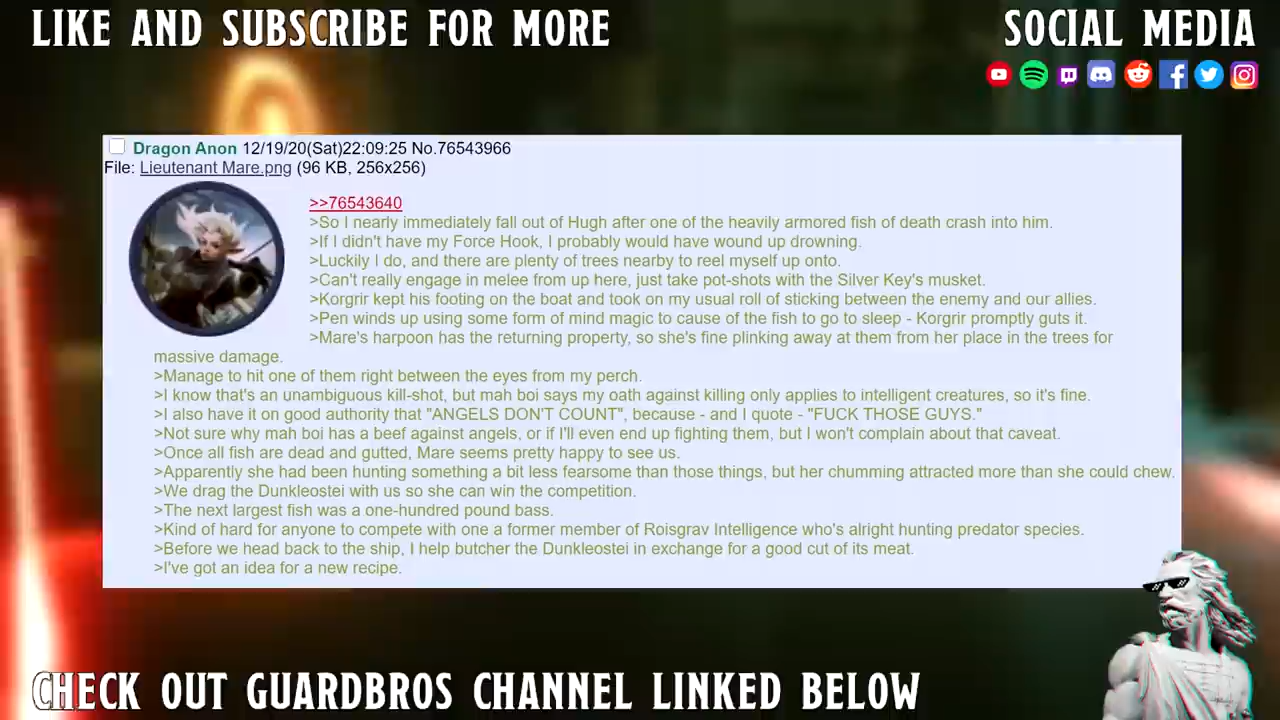 LIKE AND SUBSCRIBE FOR MORE
SOCIAL MEDIA
Dragon Anon 12/19/20(Sat)22:09:25 No.76543966
File: Lieutenant Mare.png (96 KB, 256x256)
>>76543640
>So I nearly immediately fall out of Hugh after one of the heavily armored fish of death crash into him.
>If I didn't have my Force Hook, I probably would have wound up drowning.
>Luckily I do, and there are plenty of trees nearby to reel myself up onto.
>Can't really engage in melee from up here, just take pot-shots with the Silver Key's musket.
>Korgrir kept his footing on the boat and took on my usual roll of sticking between the enemy and our allies.
>Pen winds up using some form of mind magic to cause of the fish to go to sleep - Korgrir promptly guts it.
>Mare's harpoon has the returning property, so she's fine plinking away at them from her place in the trees for
massive damage.
>Manage to hit one of them right between the eyes from my perch.
>I know that's an unambiguous kill-shot, but mah boi says my oath against killing only applies to intelligent creatures, so it's fine.
>I also have it on good authority that "ANGELS DON'T COUNT", because - and I quote - "FUCK THOSE GUYS."
>Not sure why mah boi has a beef against angels, or if I'll even end up fighting them, but I won't complain about that caveat.
>Once all fish are dead and gutted, Mare seems pretty happy to see us.
>Apparently she had been hunting something a bit less fearsome than those things, but her chumming attracted more than she could chew.
>We drag the Dunkleostei with us so she can win the competition.
>The next largest fish was a one-hundred pound bass.
>Kind of hard for anyone to compete with one a former member of Roisgrav Intelligence who's alright hunting predator species.
>Before we head back to the ship, I help butcher the Dunkleostei in exchange for a good cut of its meat.
>I've got an idea for a new recipe.
CHECK OUT GUARDBROS CHANNEL LINKED BELOW